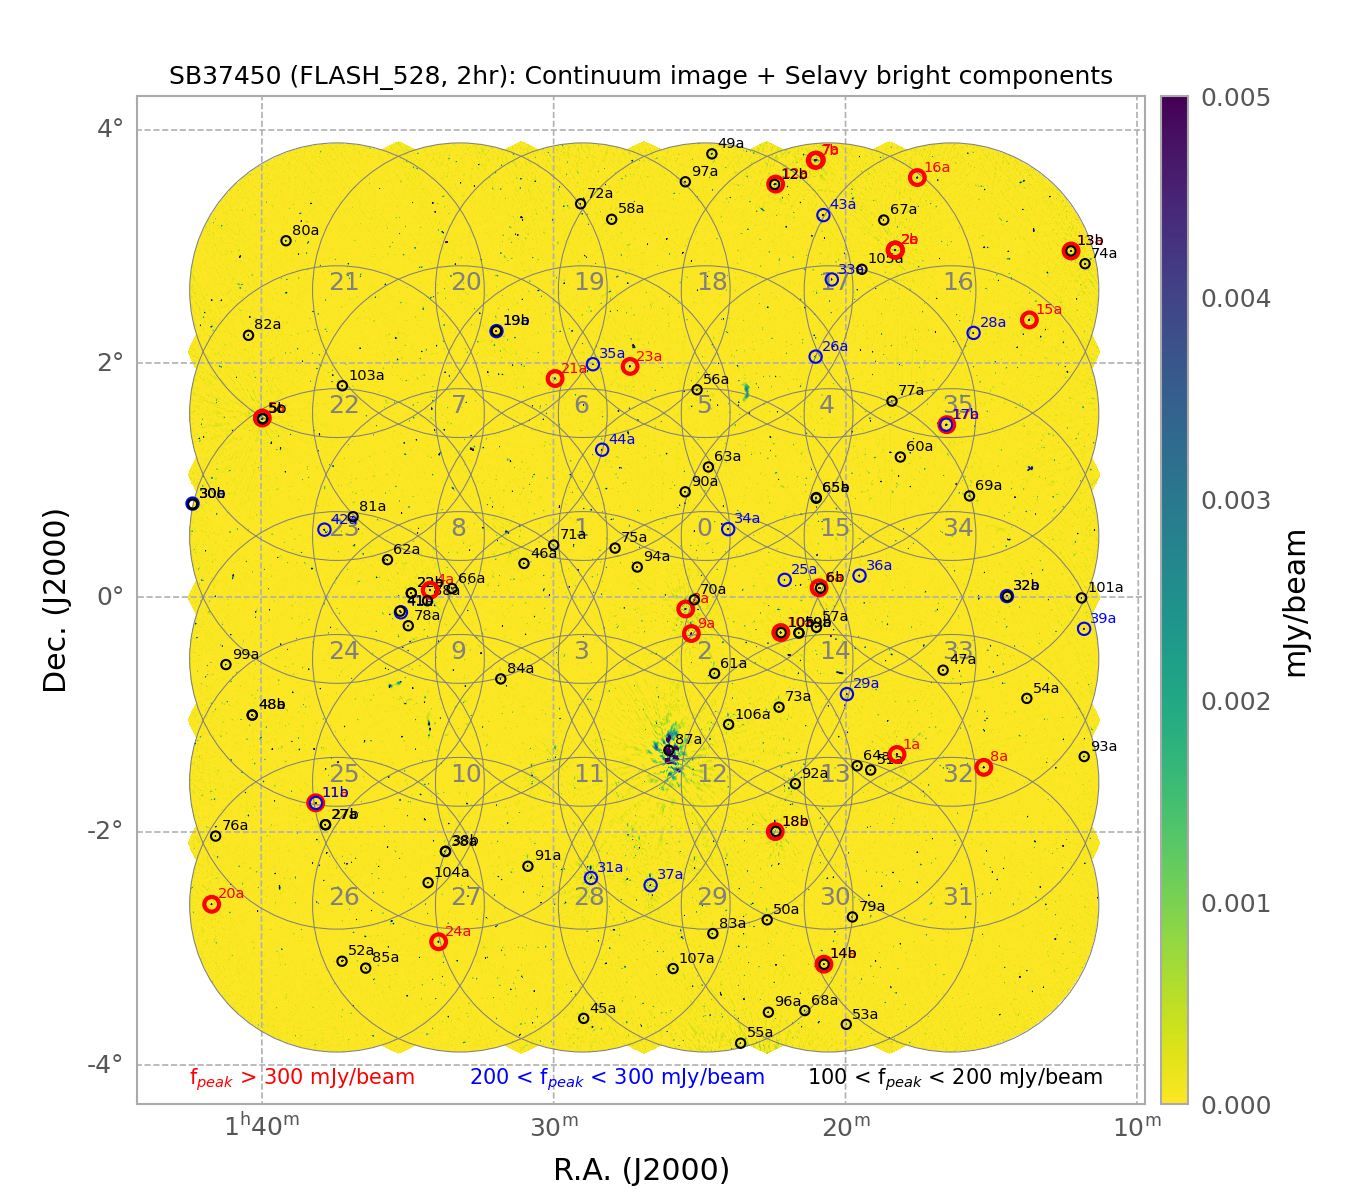 SB37450 (FLASH_528, 2hr): Continuum image + Selavy bright components
0.005
4°
49a
7b
97a
12b
16a
72a
58a
43a
67a
80a
2b
13b
74a
103a
33a
21
20
19
18
17
16
0.004
15a
82a
19b
28a
35a
23a
26a
2°
21a
103a
56a
77a
22
7
6
5
4
35
5b
17b
44a
60a
63a
90a
65b
69a
30b
0.003
81a
42a
34a
23
8
1
0
15
34
71a
75a
62a
46a
94a
25a
36a
4a
66a
22b
70a
6b
32b
101a
0°
41b
78a
9a
10b
57a
39a
24
9
3
2
14
33
99a
84a
61a
47a
29a
54a
48b
73a
106a
0.002
87a
1a
64a
8a
93a
25
10
11
12
13
32
92a
11b
27b
76a
18b
-2°
38b
91a
104a
31a
37a
20a
26
27
28
29
30
31
0.001
50a
79a
83a
24a
52a
85a
107a
14b
45a
96a
68a
53a
55a
-4°
f_peak > 300 mJy/beam
200 < f_peak < 300 mJy/beam
100 < f_peak < 200 mJy/beam
0.000
1h40m
30m
20m
10m
R.A. (J2000)
Dec. (J2000)
mJy/beam